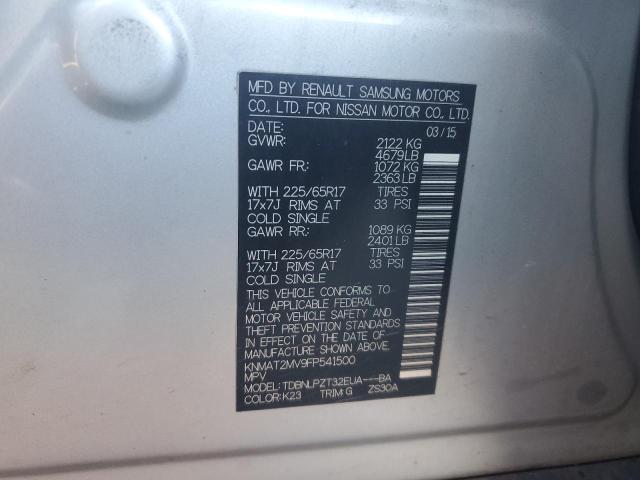 MFD BY RENAULT SAMSUNG MOTORS
CO., LTD. FOR NISSAN MOTOR CO., LTD.
DATE: 03/15
GVWR: 2122 KG
4679LB
GAWR FR: 1072 KG
2363LB
WITH 225/65R17 TIRES
17x7J RIMS AT 33 PSI
COLD SINGLE
GAWR RR: 1089 KG
2401LB
WITH 225/65R17 TIRES
17x7J RIMS AT 33 PSI
COLD SINGLE
THIS VEHICLE CONFORMS TO
ALL APPLICABLE FEDERAL
MOTOR VEHICLE SAFETY AND
THEFT PREVENTION STANDARDS
IN EFFECT ON THE DATE OF
MANUFACTURE SHOWN ABOVE.
KNMAT2MV9FP541500
MPV
MODEL: TDBNLPZT32EUA---BA
COLOR: K23 TRIM: G ZS30A